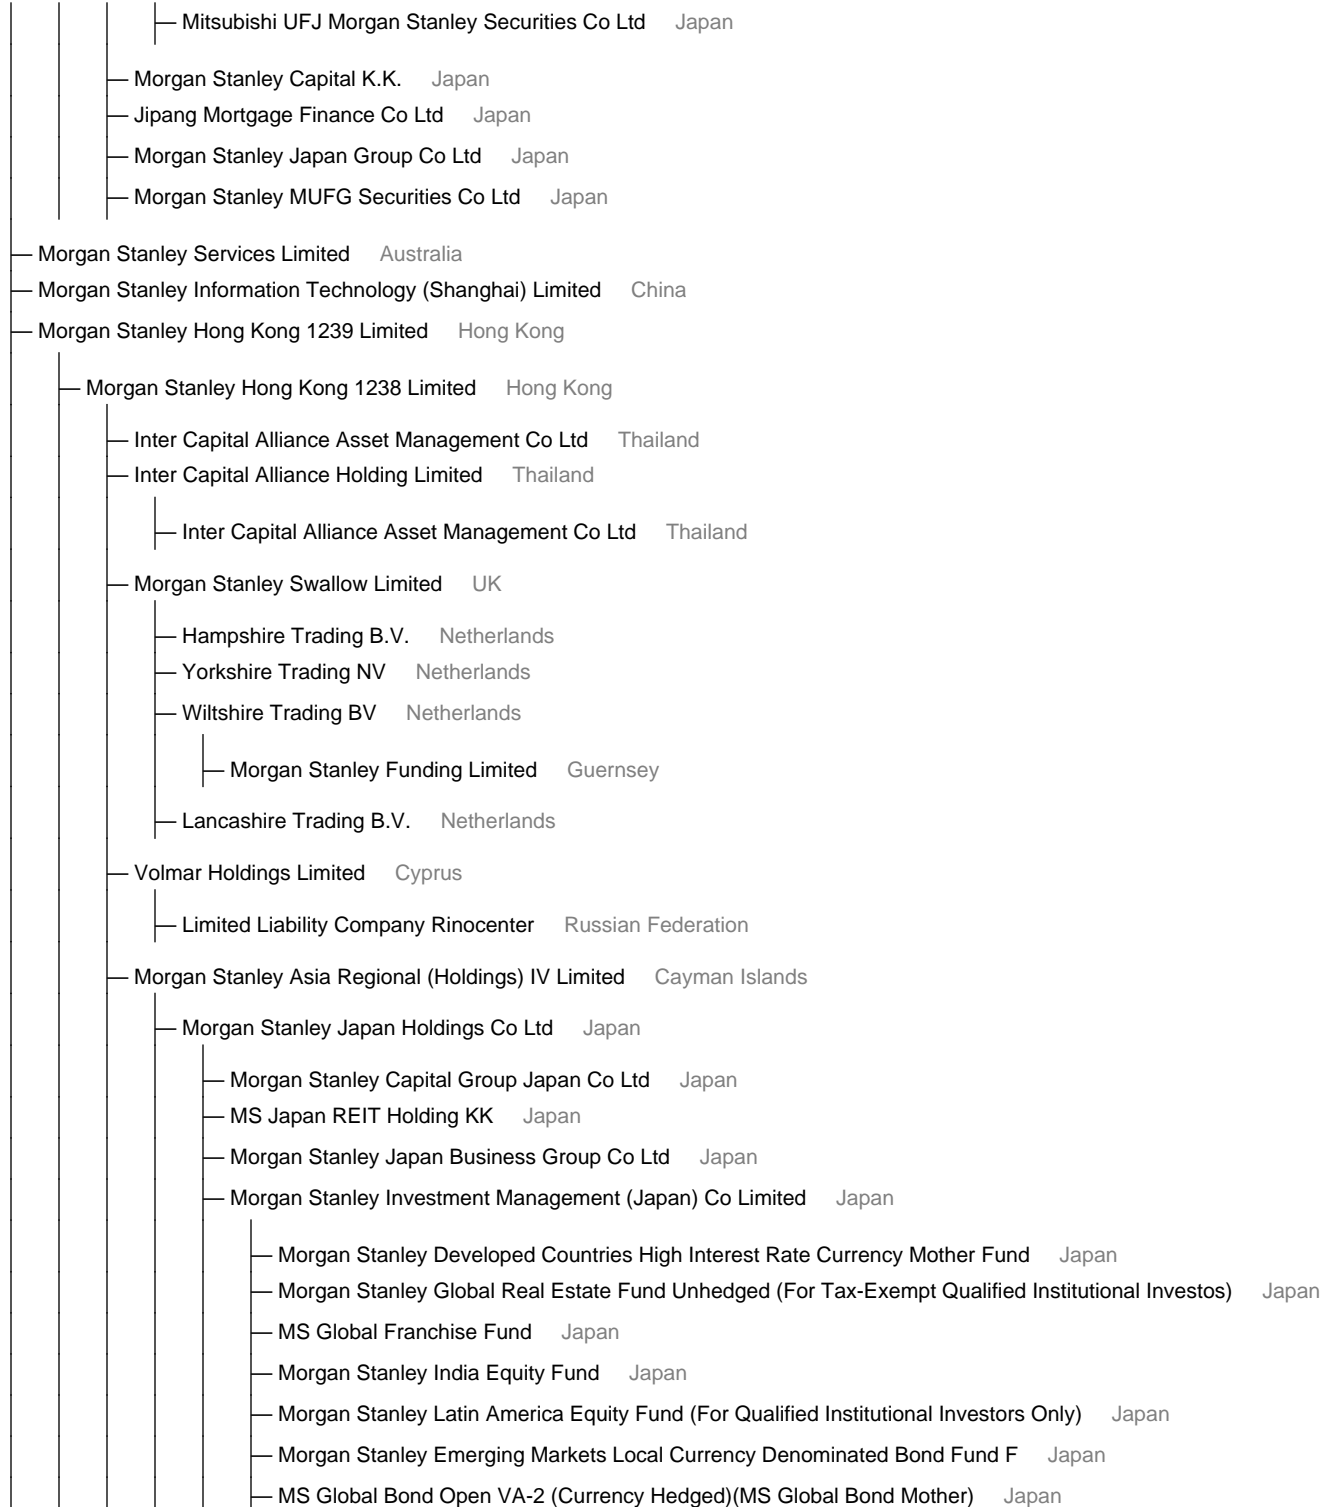 Mitsubishi UFJ Morgan Stanley Securities Co Ltd Japan
Morgan Stanley Capital K.K. Japan
Jipang Mortgage Finance Co Ltd Japan
Morgan Stanley Japan Group Co Ltd Japan
Morgan Stanley MUFG Securities Co Ltd Japan
Morgan Stanley Services Limited Australia
Morgan Stanley Information Technology (Shanghai) Limited China
Morgan Stanley Hong Kong 1239 Limited Hong Kong
Morgan Stanley Hong Kong 1238 Limited Hong Kong
Inter Capital Alliance Asset Management Co Ltd Thailand
Inter Capital Alliance Holding Limited Thailand
Inter Capital Alliance Asset Management Co Ltd Thailand
Morgan Stanley Swallow Limited UK
Hampshire Trading B.V. Netherlands
Yorkshire Trading NV Netherlands
Wiltshire Trading BV Netherlands
Morgan Stanley Funding Limited Guernsey
Lancashire Trading B.V. Netherlands
Volmar Holdings Limited Cyprus
Limited Liability Company Rinocenter Russian Federation
Morgan Stanley Asia Regional (Holdings) IV Limited Cayman Islands
Morgan Stanley Japan Holdings Co Ltd Japan
Morgan Stanley Capital Group Japan Co Ltd Japan
MS Japan REIT Holding KK Japan
Morgan Stanley Japan Business Group Co Ltd Japan
Morgan Stanley Investment Management (Japan) Co Limited Japan
Morgan Stanley Developed Countries High Interest Rate Currency Mother Fund Japan
Morgan Stanley Global Real Estate Fund Unhedged (For Tax-Exempt Qualified Institutional Investos) Japan
MS Global Franchise Fund Japan
Morgan Stanley India Equity Fund Japan
Morgan Stanley Latin America Equity Fund (For Qualified Institutional Investors Only) Japan
Morgan Stanley Emerging Markets Local Currency Denominated Bond Fund F Japan
MS Global Bond Open VA-2 (Currency Hedged)(MS Global Bond Mother) Japan